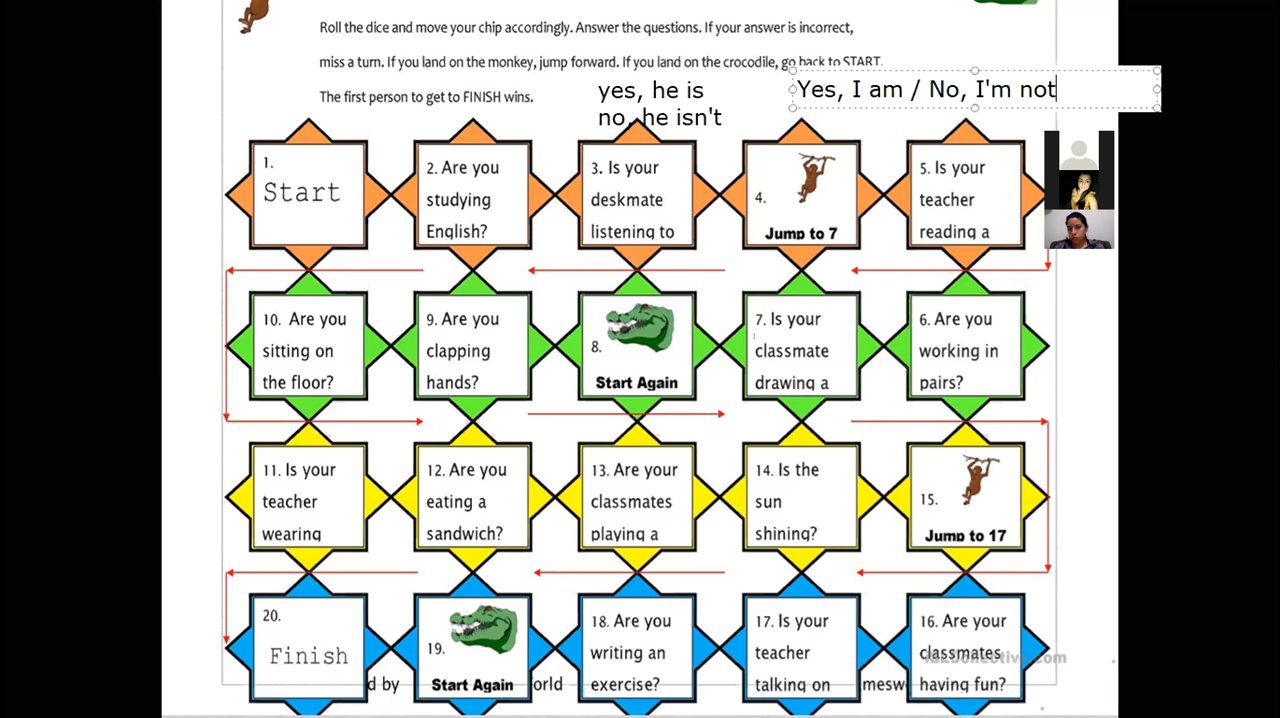 Roll the dice and move your chip accordingly. Answer the questions. If your answer is incorrect,
miss a turn. If you land on the monkey, jump forward. If you land on the crocodile, go back to START.
The first person to get to FINISH wins.
yes, he is
no, he isn't
Yes, I am / No, I'm not
1.
Start
2. Are you
studying
English?
3. Is your
deskmate
listening to
4.
Jump to 7
5. Is your
teacher
reading a
10. Are you
sitting on
the floor?
9. Are you
clapping
hands?
8.
Start Again
7. Is your
classmate
drawing a
6. Are you
working in
pairs?
11. Is your
teacher
wearing
12. Are you
eating a
sandwich?
13. Are your
classmates
playing a
14. Is the
sun
shining?
15.
Jump to 17
20.
Finish
19.
Start Again
18. Are you
writing an
exercise?
17. Is your
teacher
talking on
16. Are your
classmates
having fun?